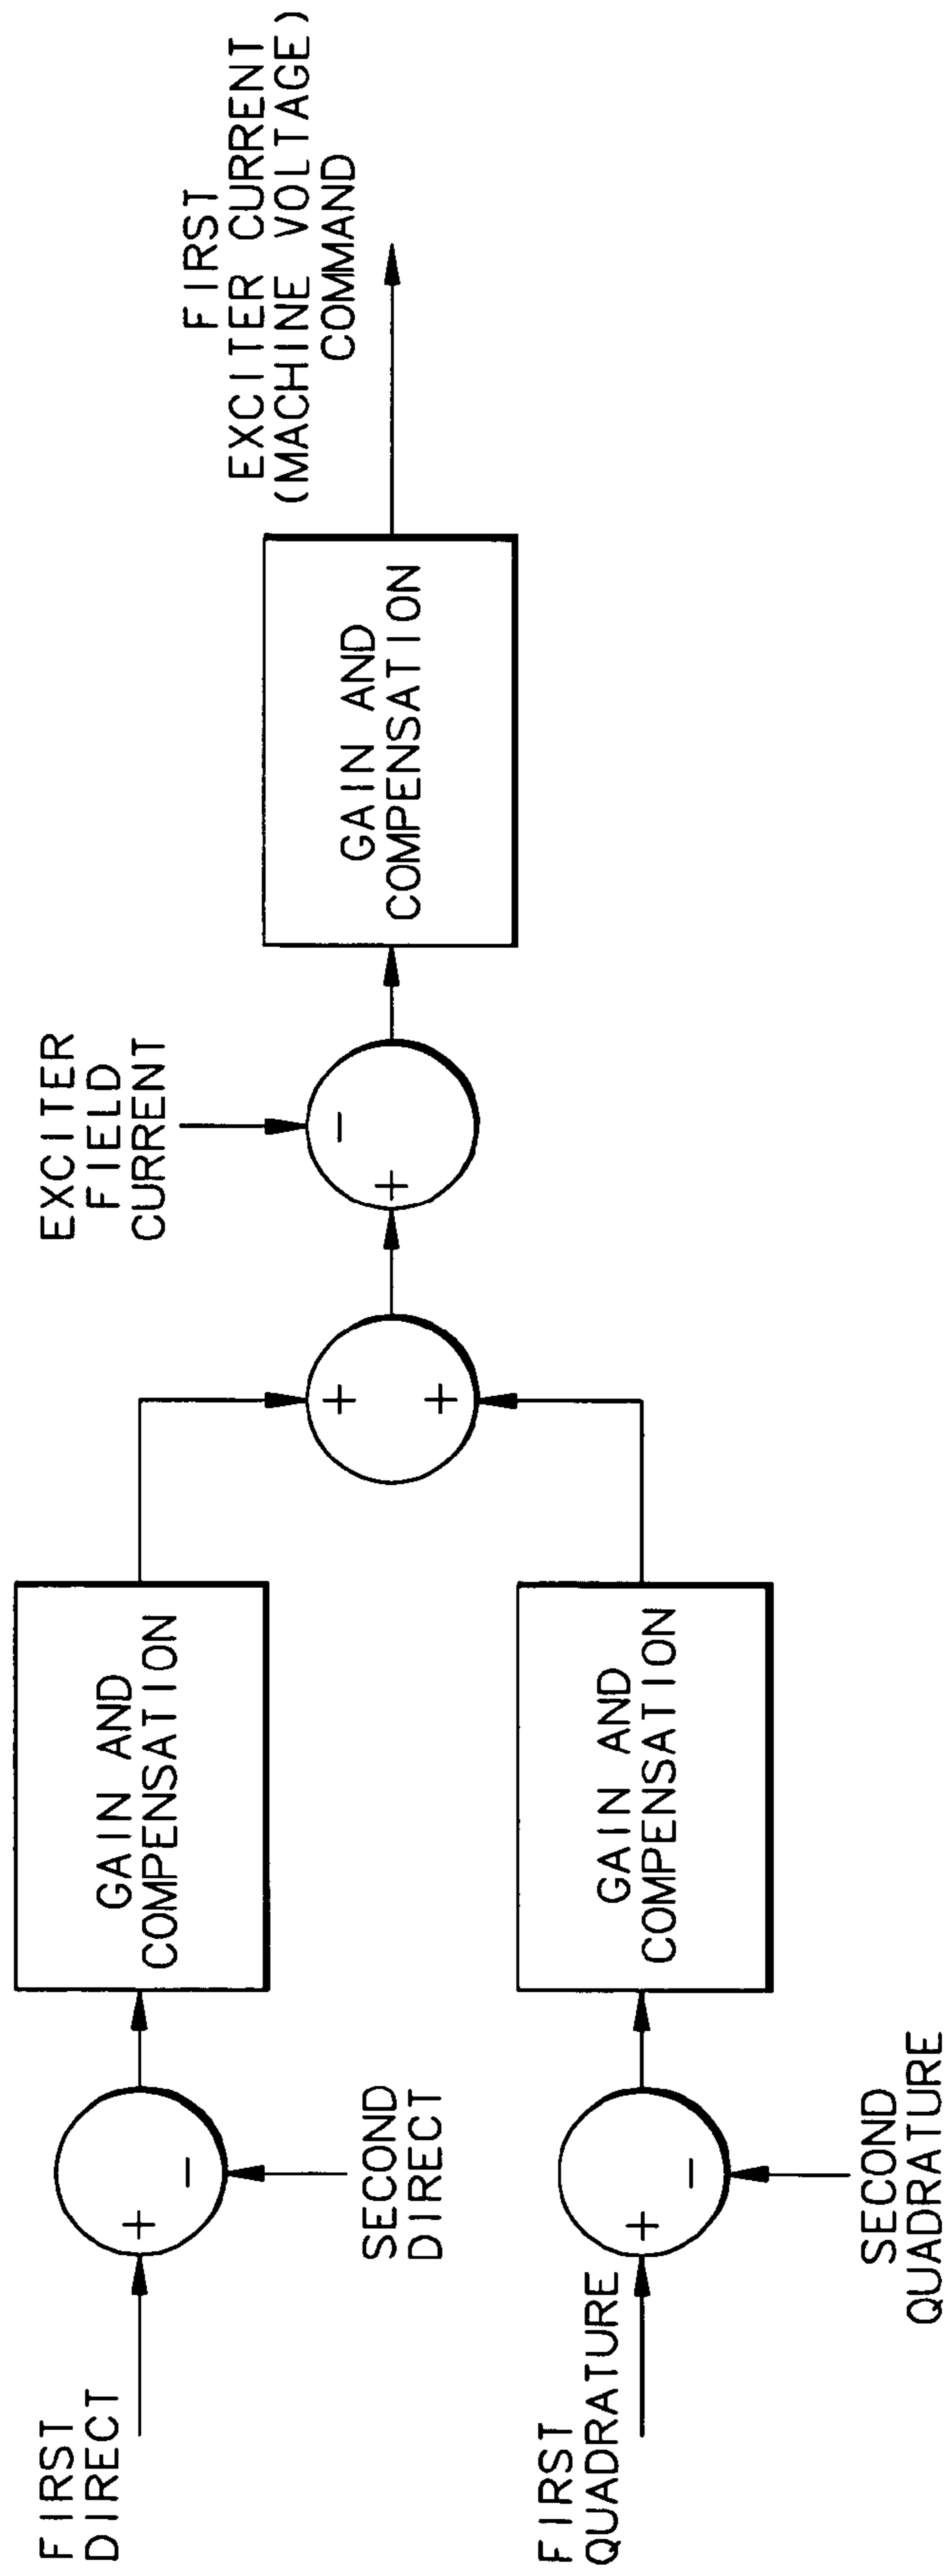 FIRST
DIRECT
+
-
SECOND
DIRECT
GAIN AND
COMPENSATION
FIRST
QUADRATURE
+
-
SECOND
QUADRATURE
GAIN AND
COMPENSATION
+
+
EXCITER
FIELD
CURRENT
-
+
GAIN AND
COMPENSATION
FIRST
EXCITER CURRENT
(MACHINE VOLTAGE)
COMMAND